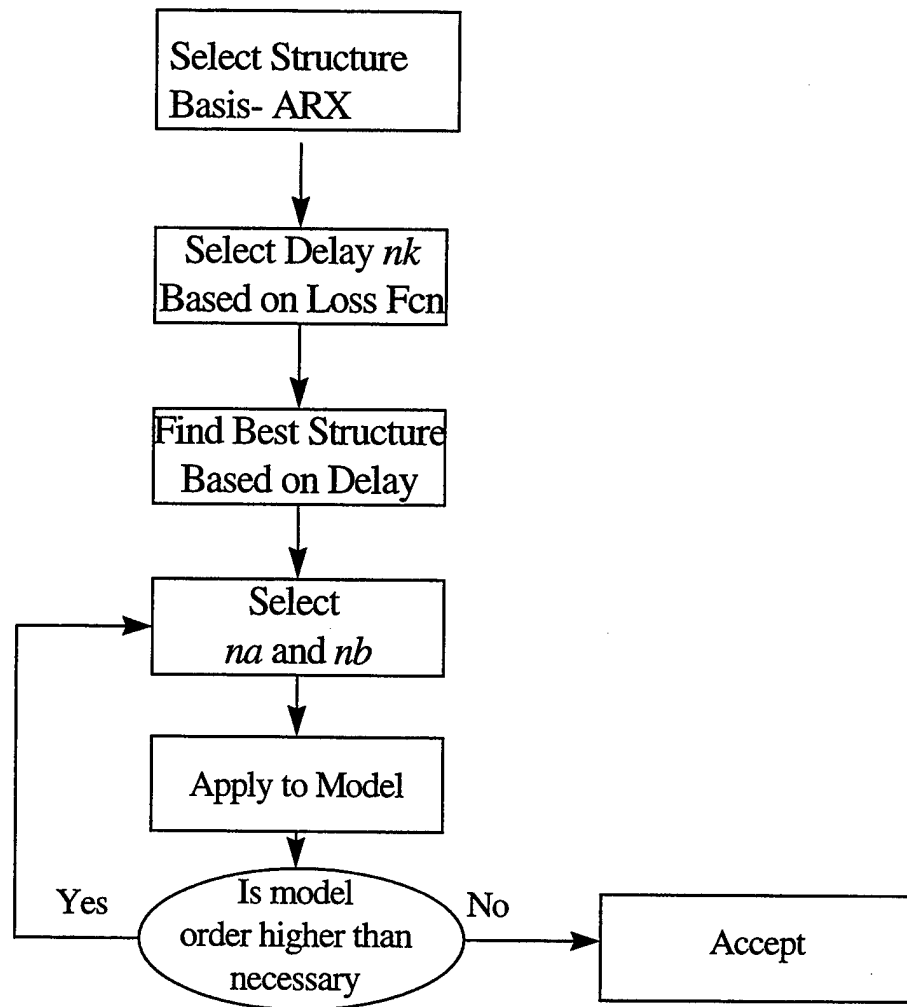 Select Structure
Basis- ARX
Select Delay nk
Based on Loss Fcn
Find Best Structure
Based on Delay
Select
na and nb
Apply to Model
Is model
order higher than
necessary
Yes
No
Accept